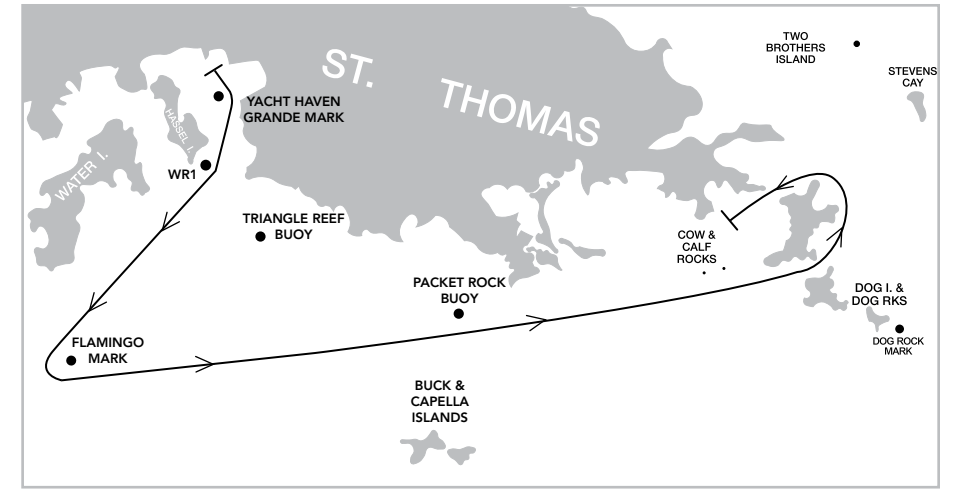 TWO
BROTHERS
ISLAND
STEVENS
CAY
ST. THOMAS
YACHT HAVEN
GRANDE MARK
HASSEL I.
WATER I.
WR1
TRIANGLE REEF
BUOY
COW &
CALF
ROCKS
PACKET ROCK
BUOY
DOG I. &
DOG RKS
DOG ROCK
MARK
FLAMINGO
MARK
BUCK &
CAPELLA
ISLANDS